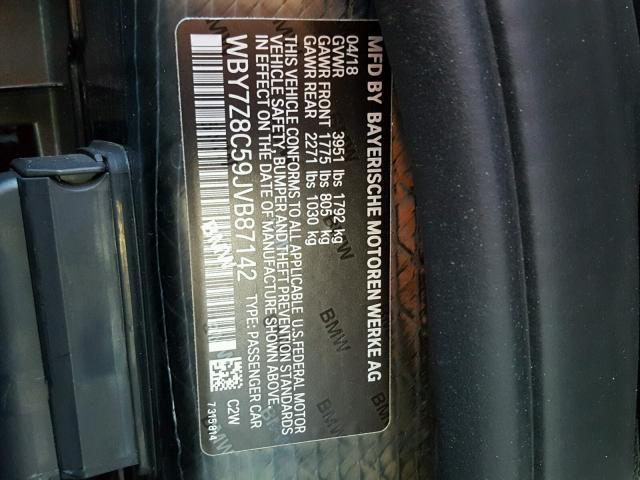 MFD BY BAYERISCHE MOTOREN WERKE AG
04/18
GVWR 3951 lbs 1792 kg
GAWR FRONT 1775 lbs 805 kg
GAWR REAR 2271 lbs 1030 kg
THIS VEHICLE CONFORMS TO ALL APPLICABLE U.S.FEDERAL MOTOR
VEHICLE SAFETY, BUMPER AND THEFT PREVENTION STANDARDS
IN EFFECT ON THE DATE OF MANUFACTURE SHOWN ABOVE.
WBY7Z8C59JVB87142 TYPE: PASSENGER CAR
C2W
7315814
BMW
BMW